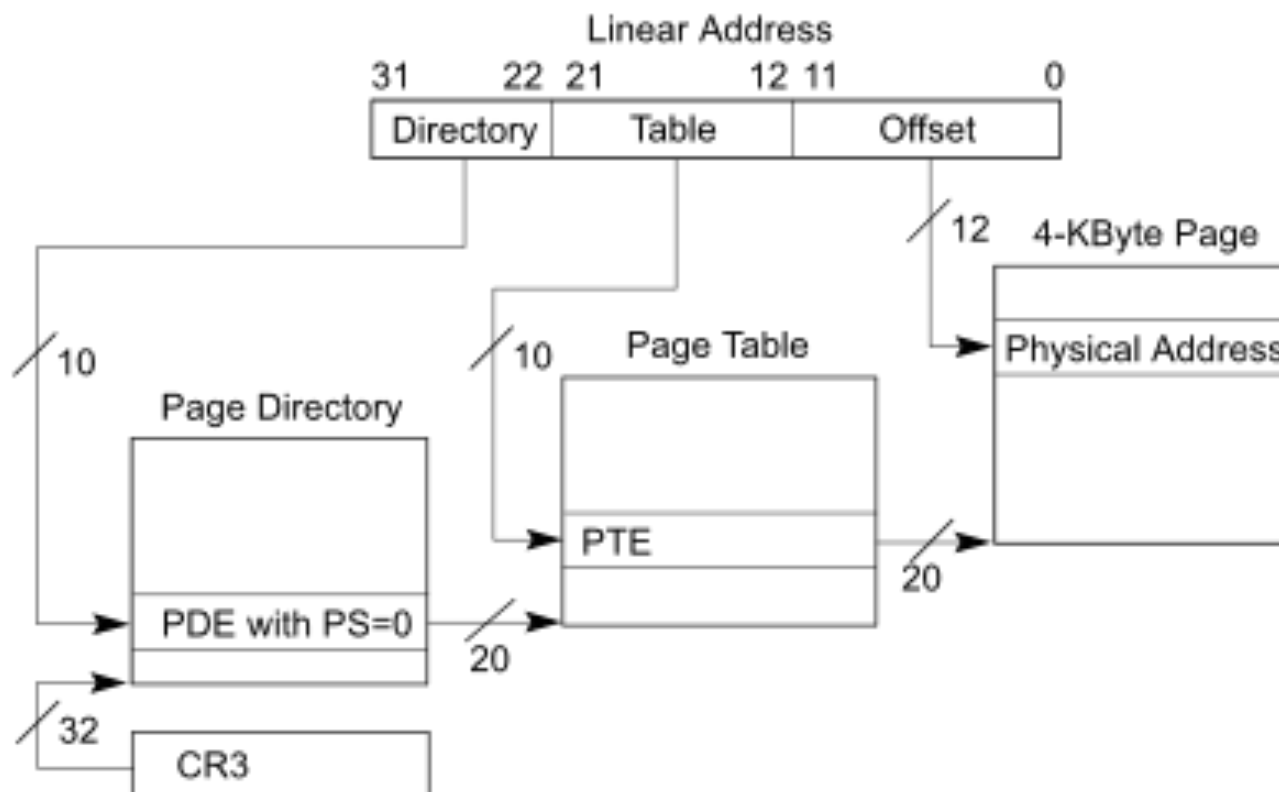 Linear Address
31 22 21 12 11 0
Directory Table Offset
12
4-KByte Page
10
10
Page Table
Physical Address
Page Directory
PTE
20
PDE with PS=0
20
32
CR3